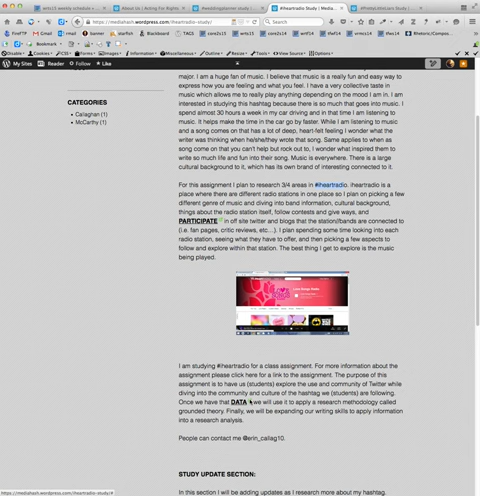 #iheartradio Study | Media
https://mediahash.wordpress.com/iheartradio-study/
Search
My Sites Reader Follow Like
CATEGORIES
Callaghan (1)
McCarthy (1)
major. I am a huge fan of music. I believe that music is a really fun and easy way to
express how you are feeling and what you feel. I have a very collective taste in
music which allows me to really play anything depending on the mood I am in. I am
interested in studying this hashtag because there is so much that goes into music. I
spend almost 30 hours a week in my car driving and in that time I am listening to
music. It helps make the time in the car go by faster. While I am listening to music
and a song comes on that has a lot of deep, heart-felt feeling I wonder what the
writer was thinking when he/she/they wrote that song. Same applies to when as
song come on that you can't help but rock out to, I wonder what inspired them to
write so much life and fun into their song. Music is everywhere. There is a large
cultural background to it, which has its own brand of interesting connected to it.
For this assignment I plan to research 3/4 areas in #iheartradio. iheartradio is a
place where there are different radio stations in one place so I plan on picking a few
different genre of music and diving into band information, cultural background,
things about the radio station itself, follow contests and give ways, and
PARTICIPATE in off site twitter and blogs that the station/bands are connected to
(i.e. fan pages, critic reviews, etc…). I plan spending some time looking into each
radio station, seeing what they have to offer, and then picking a few aspects to
follow and explore within that station. The best thing I get to explore is the music
being played.
I am studying #iheartradio for a class assignment. For more information about the
assignment please click here for a link to the assignment. The purpose of this
assignment is to have us (students) explore the use and community of Twitter while
diving into the community and culture of the hashtag we (students) are following.
Once we have that DATA we will use it to apply a research methodology called
grounded theory. Finally, we will be expanding our writing skills to apply information
into a research analysis.
People can contact me @erin_callag10.
STUDY UPDATE SECTION:
In this section I will be adding updates as I research more about my hashtag.
https://mediahash.wordpress.com/iheartradio-study/#